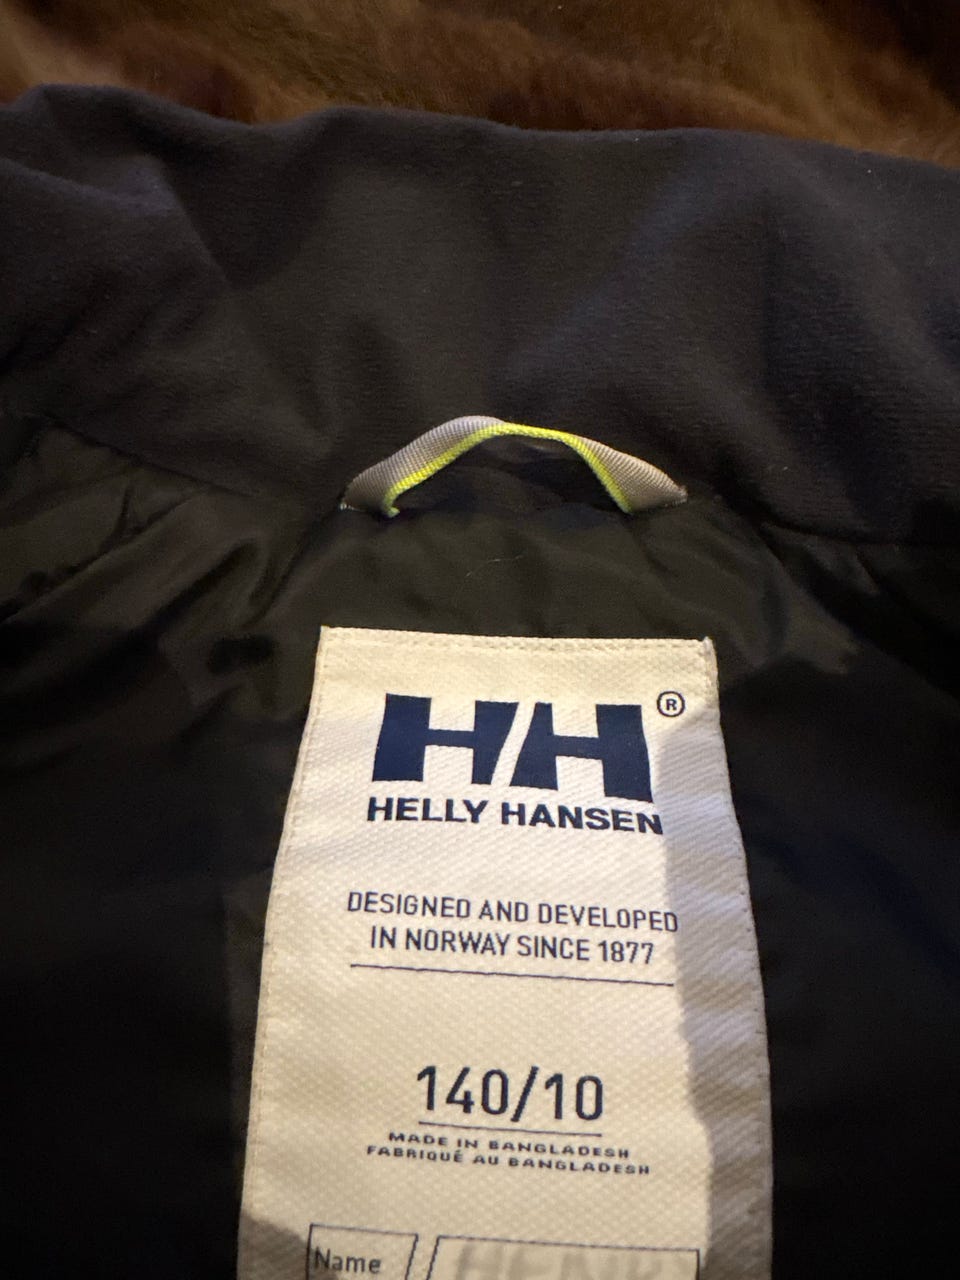 HH®
HELLY HANSEN
DESIGNED AND DEVELOPED
IN NORWAY SINCE 1877
140/10
MADE IN BANGLADESH
FABRIQUÉ AU BANGLADESH
Name